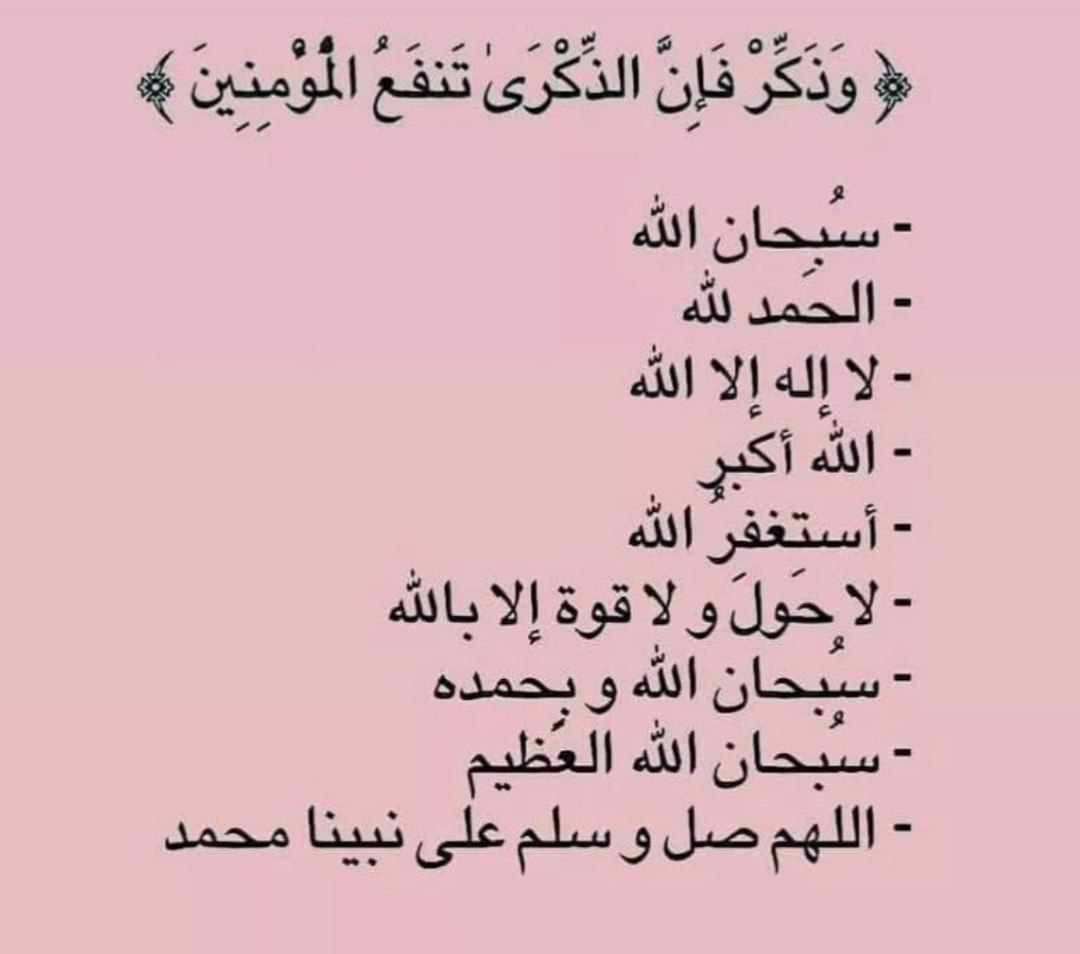 ﴿ وَذَكِّرْ فَإِنَّ الذِّكْرَىٰ تَنفَعُ الْمُؤْمِنِينَ ﴾
- سُبحان الله
- الحَمد لله
- لا إله إلا الله
- الله أكبر
- أستغفرُ الله
- لا حَولَ و لا قوة إلا بالله
- سُبحان الله و بحمده
- سُبحان الله العَظيم
- اللهم صل و سلم على نبينا محمد